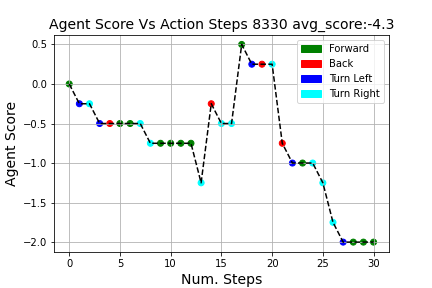 Agent Score Vs Action Steps 8330 avg_score:-4.3
Agent Score
0.5
0.0
−0.5
−1.0
−1.5
−2.0
Forward
Back
Turn Left
Turn Right
0 5 10 15 20 25 30
Num. Steps